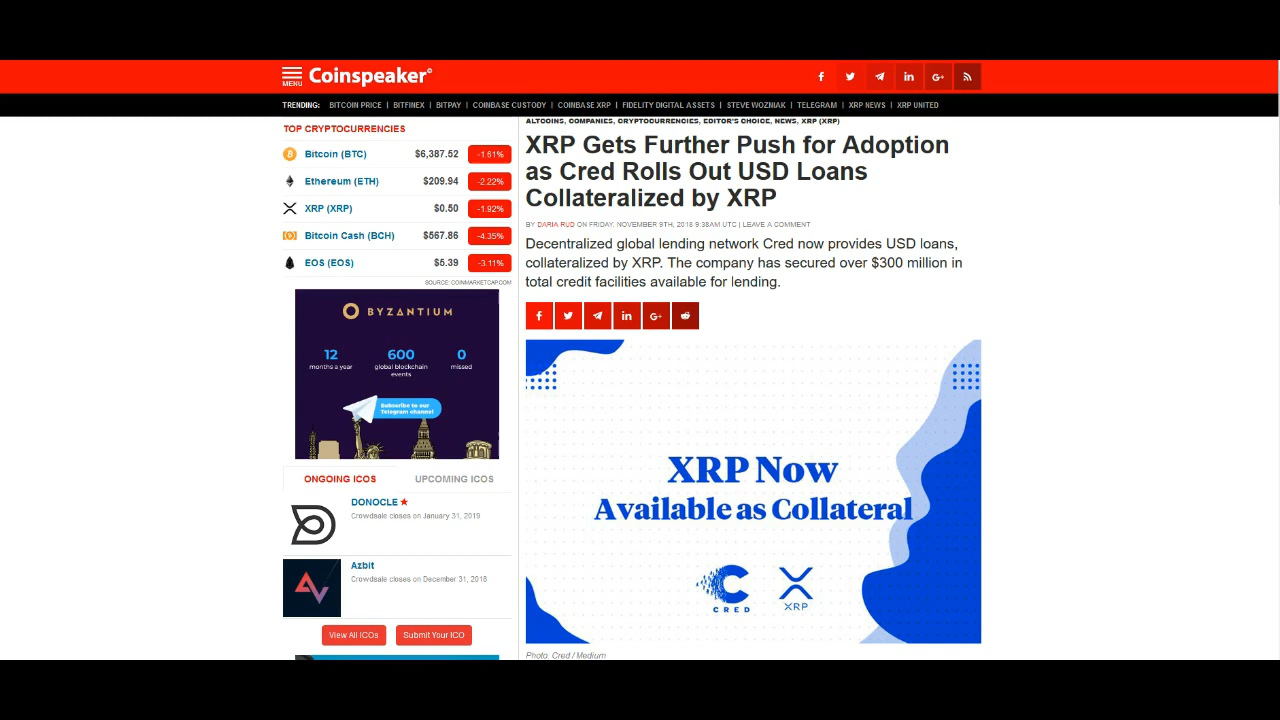 MENU
Coinspeaker
TRENDING: BITCOIN PRICE | BITFINEX | BITPAY | COINBASE CUSTODY | COINBASE XRP | FIDELITY DIGITAL ASSETS | STEVE WOZNIAK | TELEGRAM | XRP NEWS | XRP UNITED
TOP CRYPTOCURRENCIES
Bitcoin (BTC) $6,387.52 -1.61%
Ethereum (ETH) $209.94 -2.22%
XRP (XRP) $0.50 -1.92%
Bitcoin Cash (BCH) $567.86 -4.35%
EOS (EOS) $5.39 -3.11%
SOURCE: COINMARKETCAP.COM
BYZANTIUM
12 600 0
months a year global blockchain missed
events
Subscribe to our
Telegram channel
ONGOING ICOS UPCOMING ICOS
DONOCLE
Crowdsale closes on January 31, 2019
Azbit
Crowdsale closes on December 31, 2018
View All ICOs Submit Your ICO
ALTCOINS, COMPANIES, CRYPTOCURRENCIES, EDITOR'S CHOICE, NEWS, XRP (XRP)
XRP Gets Further Push for Adoption
as Cred Rolls Out USD Loans
Collateralized by XRP
BY DARIA RUD ON FRIDAY, NOVEMBER 9TH, 2018 9:38AM UTC | LEAVE A COMMENT
Decentralized global lending network Cred now provides USD loans,
collateralized by XRP. The company has secured over $300 million in
total credit facilities available for lending.
XRP Now
Available as Collateral
CRED XRP
Photo: Cred / Medium